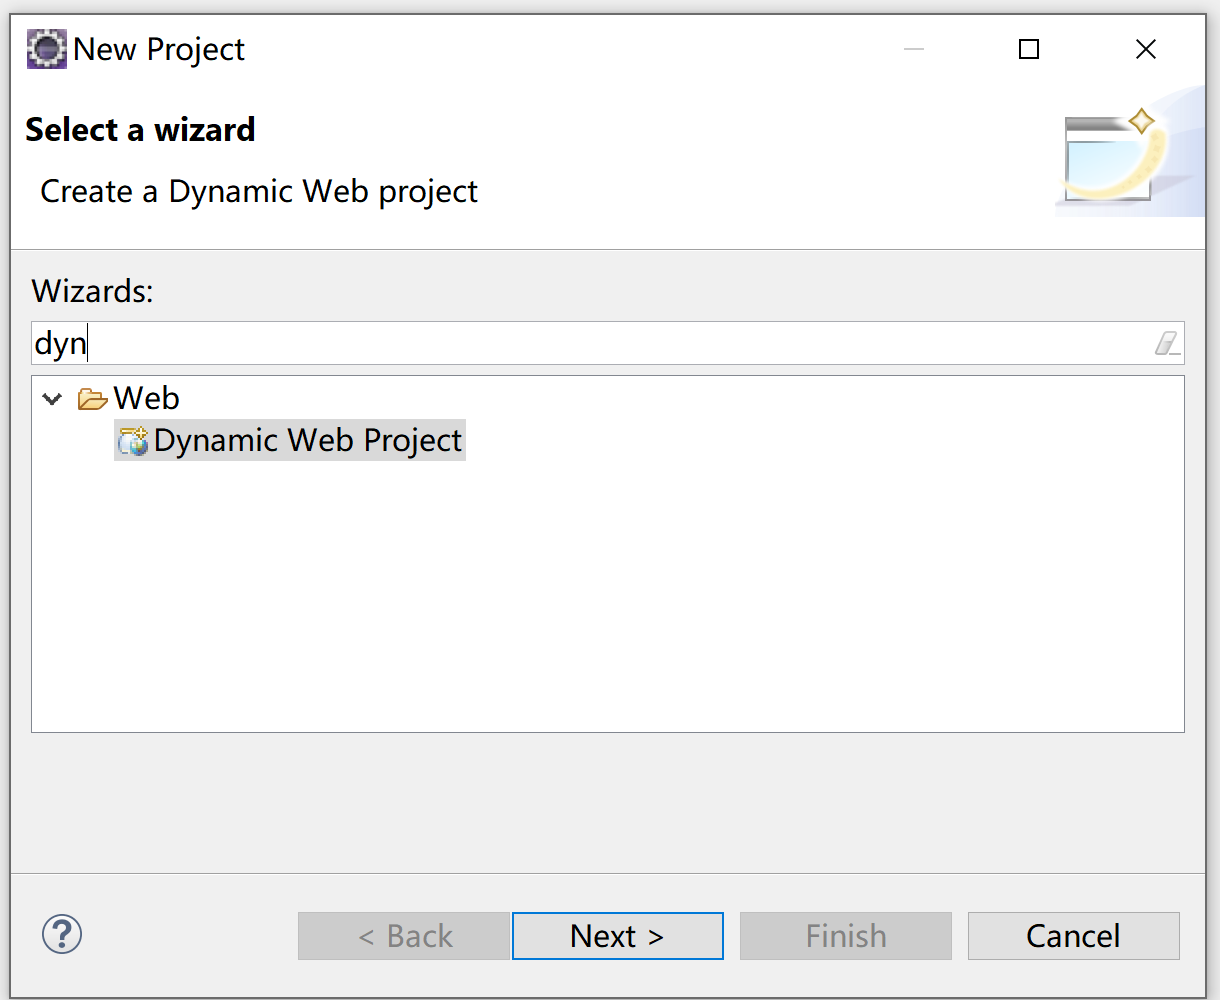 New Project
Select a wizard
Create a Dynamic Web project
Wizards:
dyn
Web
Dynamic Web Project
?
< Back
Next >
Finish
Cancel